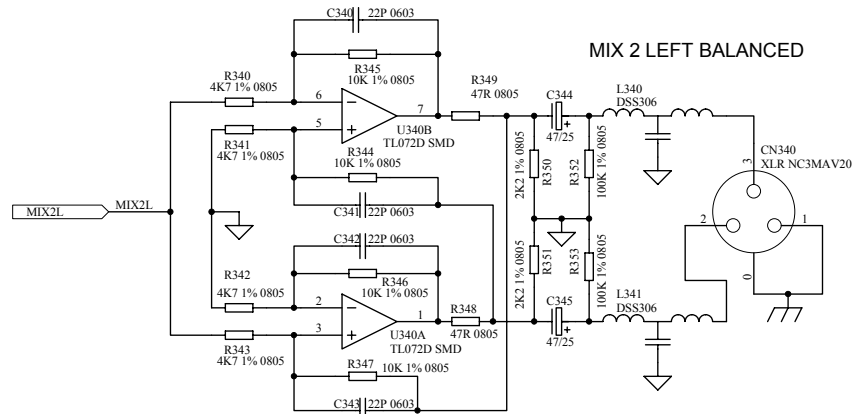 MIX 2 LEFT BALANCED
C340 22P 0603
R345
10K 1% 0805
R340
4K7 1% 0805
6
7
5
U340B
TL072D SMD
R349
47R 0805
R341
4K7 1% 0805
R344
10K 1% 0805
C341 22P 0603
C344
47/25
L340
DSS306
R350
2K2 1% 0805
R352
100K 1% 0805
CN340
XLR NC3MAV20
3
2
1
0
MIX2L
MIX2L
C342 22P 0603
R346
10K 1% 0805
R342
4K7 1% 0805
2
1
3
U340A
TL072D SMD
R348
47R 0805
R343
4K7 1% 0805
R347
10K 1% 0805
C343 22P 0603
R351
2K2 1% 0805
R353
100K 1% 0805
C345
47/25
L341
DSS306